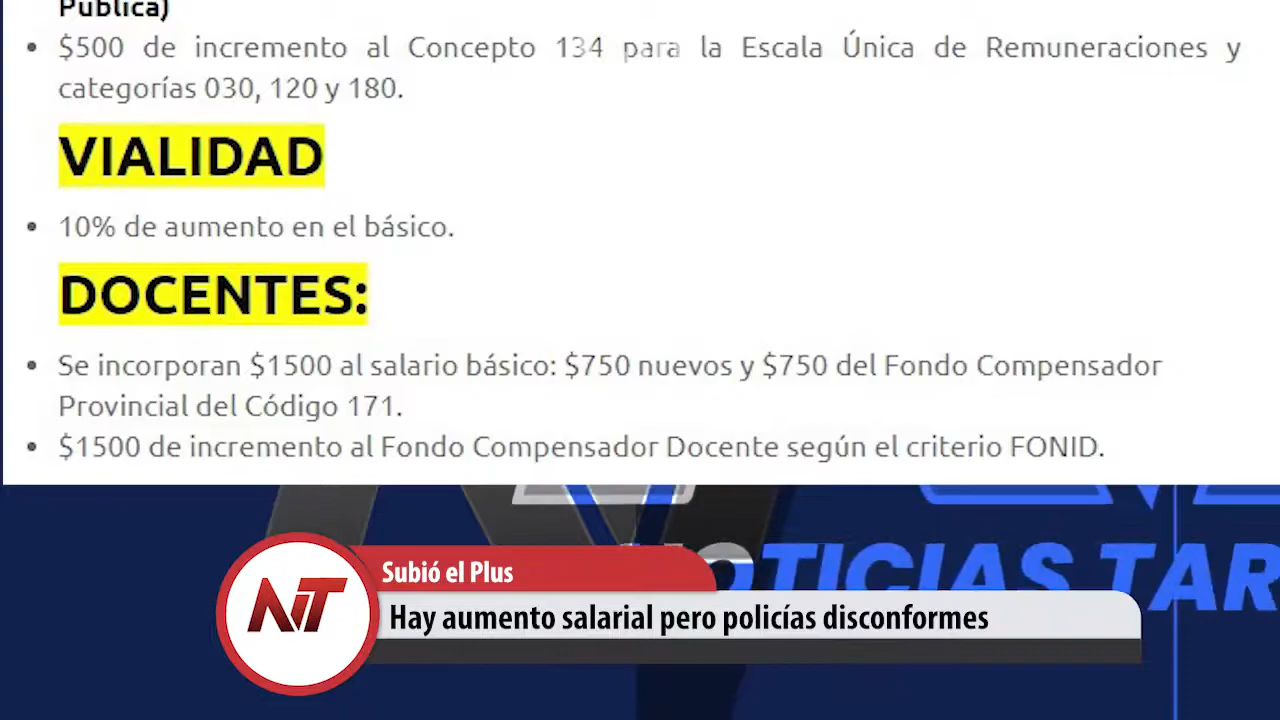 Pública)
• $500 de incremento al Concepto 134 para la Escala Única de Remuneraciones y
categorías 030, 120 y 180.
VIALIDAD
• 10% de aumento en el básico.
DOCENTES:
• Se incorporan $1500 al salario básico: $750 nuevos y $750 del Fondo Compensador
Provincial del Código 171.
• $1500 de incremento al Fondo Compensador Docente según el criterio FONID.
NOTICIAS TAR
Subió el Plus
NT
Hay aumento salarial pero policías disconformes